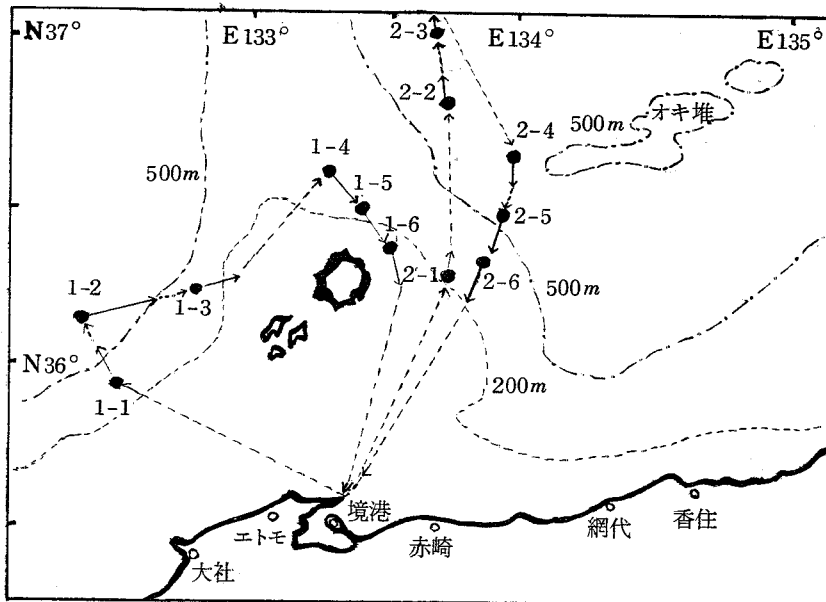 N37°
E133°
2-3
E134°
E135°
2-2
オキ堆
500m
2-4
1-4
500m
1-5
2-5
1-6
2-1
2-6
1-2
1-3
500m
N36°
200m
1-1
境港
エトモ
赤崎
網代
香住
大社